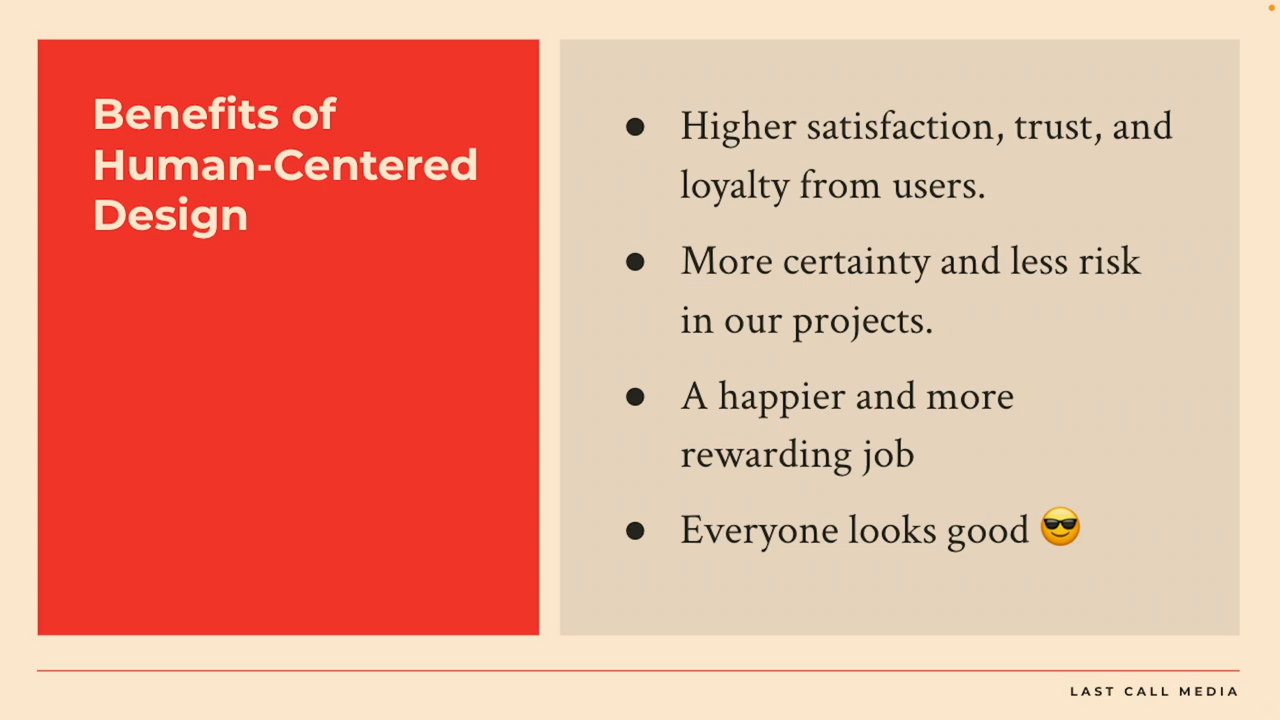 Benefits of
Human-Centered
Design
● Higher satisfaction, trust, and
loyalty from users.
● More certainty and less risk
in our projects.
● A happier and more
rewarding job
● Everyone looks good 😎
LAST CALL MEDIA